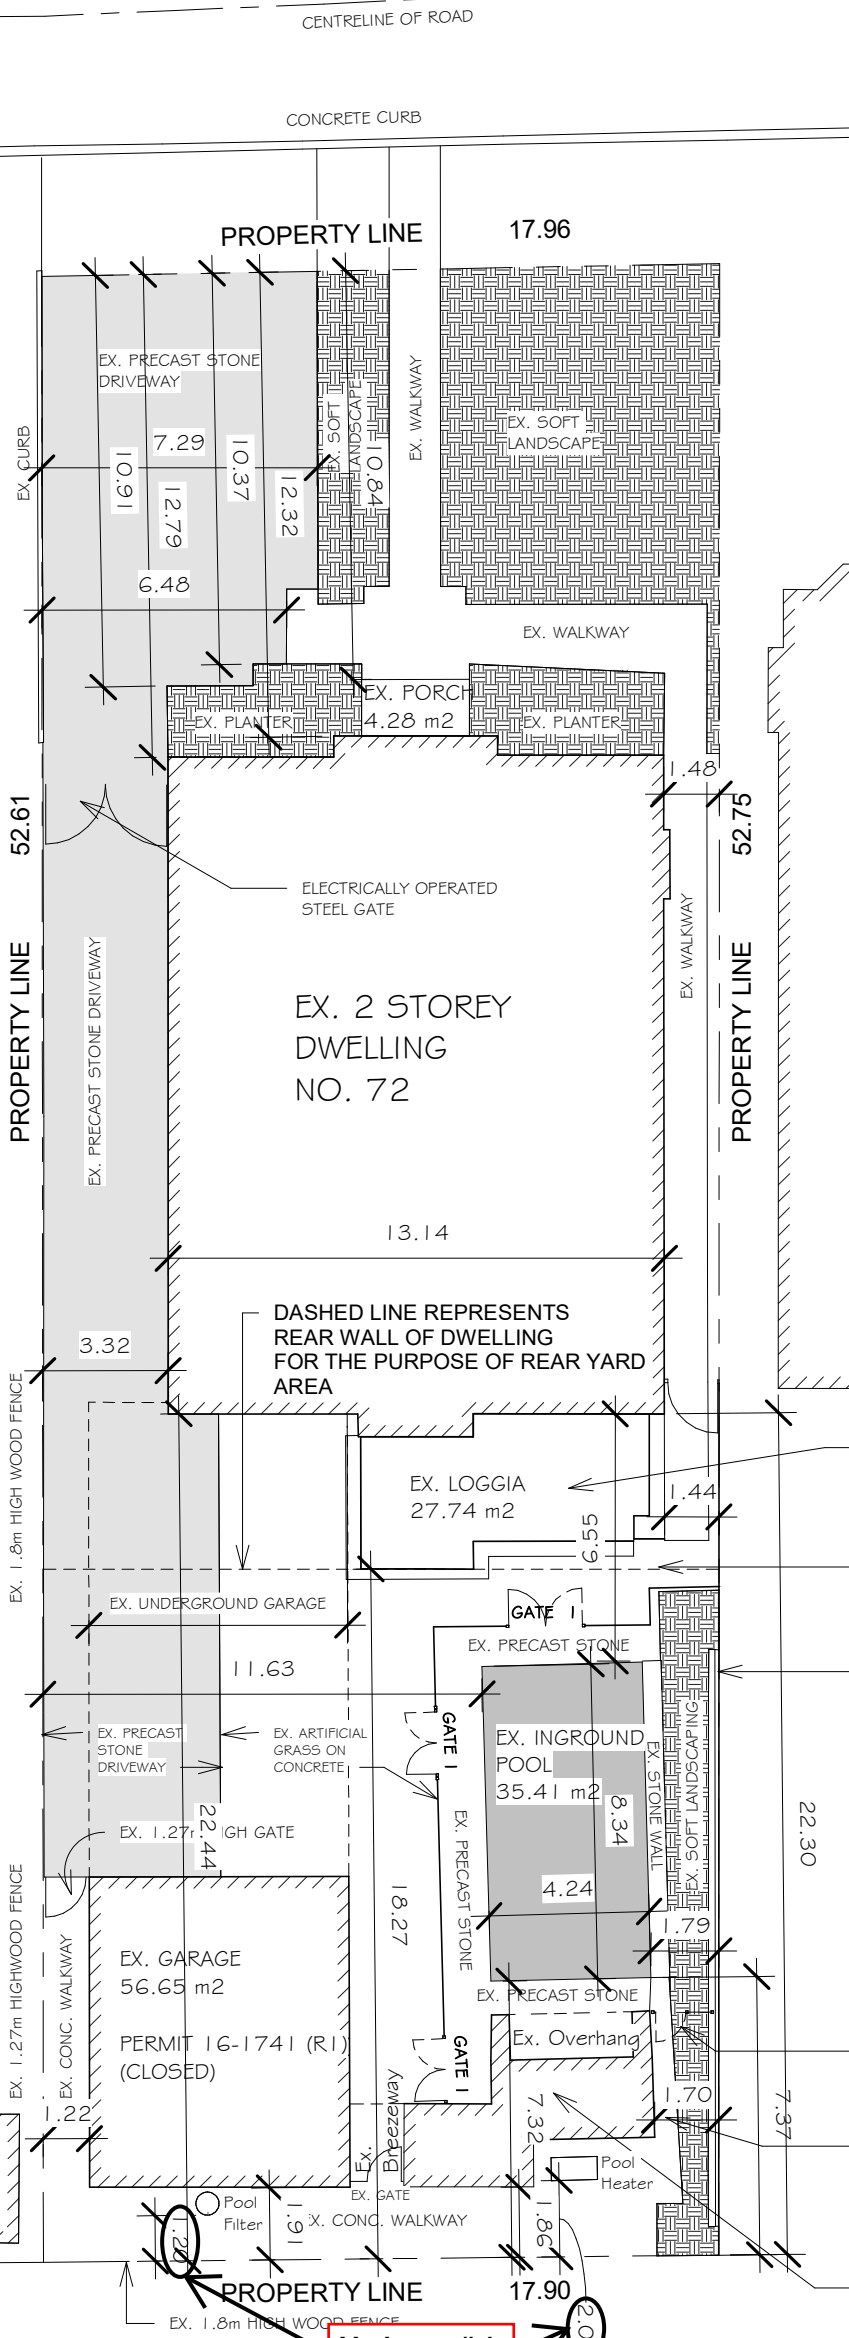 CENTRELINE OF ROAD
CONCRETE CURB
PROPERTY LINE 17.96
EX. PRECAST STONE
DRIVEWAY
EX. CURB
7.29
10.91
12.79
10.37
12.32
EX. SOFT
LANDSCAPE
10.84
EX. WALKWAY
EX. SOFT
LANDSCAPE
6.48
EX. WALKWAY
EX. PLANTER
EX. PORCH
4.28 m2
EX. PLANTER
1.48
52.61
PROPERTY LINE
52.75
PROPERTY LINE
ELECTRICALLY OPERATED
STEEL GATE
EX. WALKWAY
EX. PRECAST STONE DRIVEWAY
EX. 2 STOREY
DWELLING
NO. 72
13.14
3.32
DASHED LINE REPRESENTS
REAR WALL OF DWELLING
FOR THE PURPOSE OF REAR YARD
AREA
EX. 1.8m HIGH WOOD FENCE
EX. LOGGIA
27.74 m2
1.44
6.55
EX. UNDERGROUND GARAGE
GATE 1
EX. PRECAST STONE
11.63
EX. PRECAST
STONE
DRIVEWAY
EX. ARTIFICIAL
GRASS ON
CONCRETE
GATE 1
EX. INGROUND
POOL
35.41 m2
8.34
EX. STONE WALL
EX. SOFT LANDSCAPING
22.30
22.44
EX. PRECAST STONE
4.24
18.27
1.79
EX. 1.27m HIGHWOOD FENCE
EX. CONC. WALKWAY
EX. GARAGE
56.65 m2
PERMIT 16-1741 (R1)
(CLOSED)
EX. PRECAST STONE
Ex. Overhang
GATE 1
1.70
7.37
7.32
1.22
Ex.
Breezeway
Pool
Heater
Pool
Filter
EX. GATE
EX. CONC. WALKWAY
1.91
1.86
PROPERTY LINE 17.90
EX. 1.8m HIGH WOOD FENCE